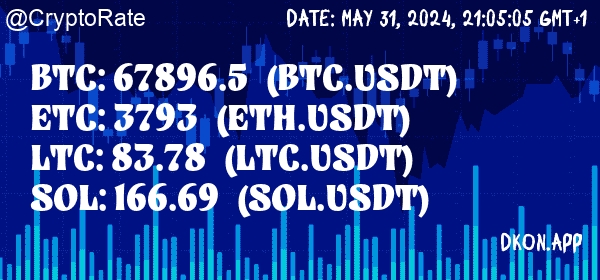 @CryptoRate
DATE: MAY 31, 2024, 21:05:05 GMT+1
BTC: 67896.5 (BTC.USDT)
ETC: 3793 (ETH.USDT)
LTC: 83.78 (LTC.USDT)
SOL: 166.69 (SOL.USDT)
DKON.APP